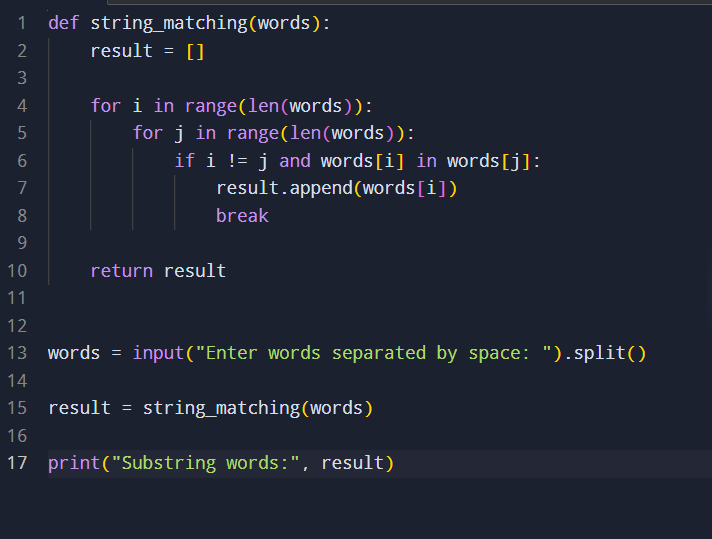 1 def string_matching(words):
2     result = []
3
4     for i in range(len(words)):
5         for j in range(len(words)):
6             if i != j and words[i] in words[j]:
7                 result.append(words[i])
8                 break
9
10     return result
11
12
13 words = input("Enter words separated by space: ").split()
14
15 result = string_matching(words)
16
17 print("Substring words:", result)